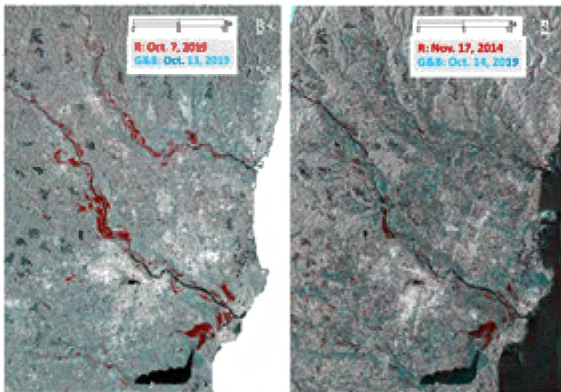 R: Oct. 7, 2019
G&B: Oct. 13, 2019
R: Nov. 17, 2014
G&B: Oct. 14, 2019